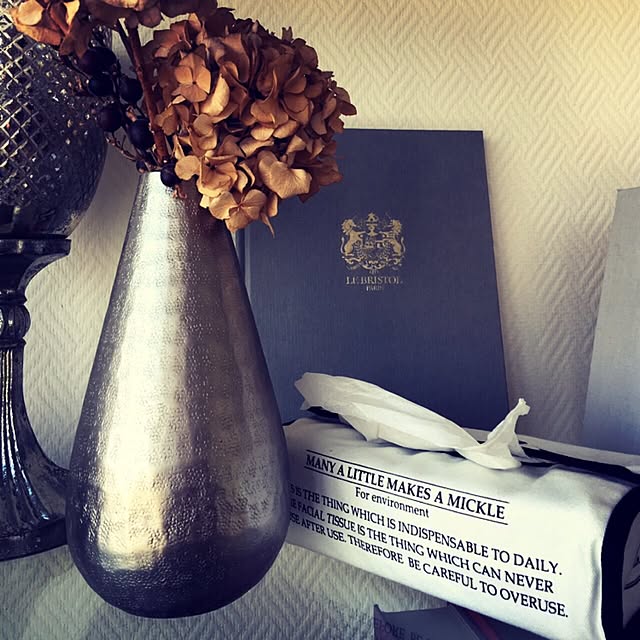 LE BRISTOL
PARIS
MANY A LITTLE MAKES A MICKLE
For environment
IS THE THING WHICH IS INDISPENSABLE TO DAILY.
FACIAL TISSUE IS THE THING WHICH CAN NEVER
AFTER USE. THEREFORE BE CAREFUL TO OVERUSE.